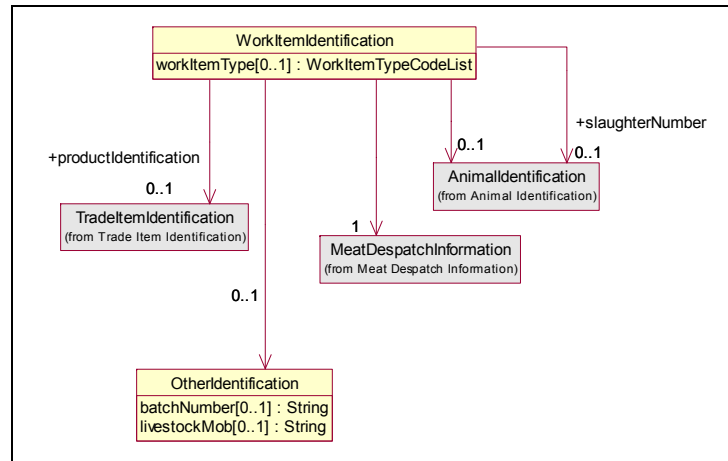 WorkItemIdentification
workItemType[0..1] : WorkItemTypeCodeList
+slaughterNumber
+productIdentification
0..1
0..1
0..1
AnimalIdentification
(from Animal Identification)
TradeItemIdentification
(from Trade Item Identification)
1
MeatDespatchInformation
(from Meat Despatch Information)
0..1
OtherIdentification
batchNumber[0..1] : String
livestockMob[0..1] : String